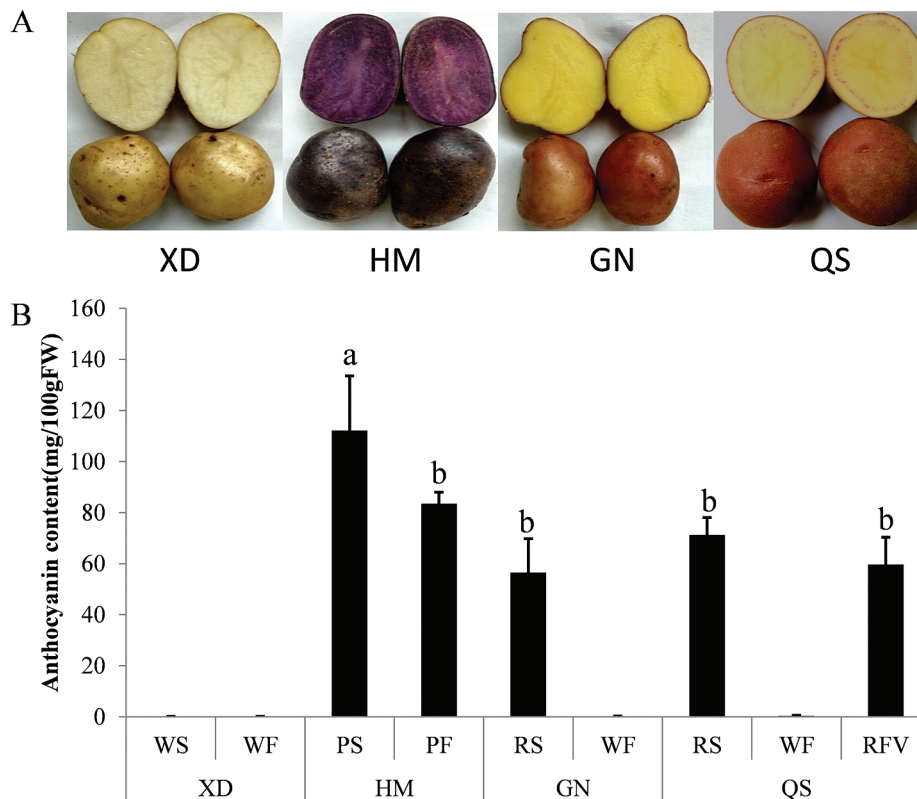 A
XD HM GN QS
B
Anthocyanin content(mg/100gFW)
160
140
120
100
80
60
40
20
0
a
b
b
b
b
WS WF PS PF RS WF RS WF RFV
XD HM GN QS